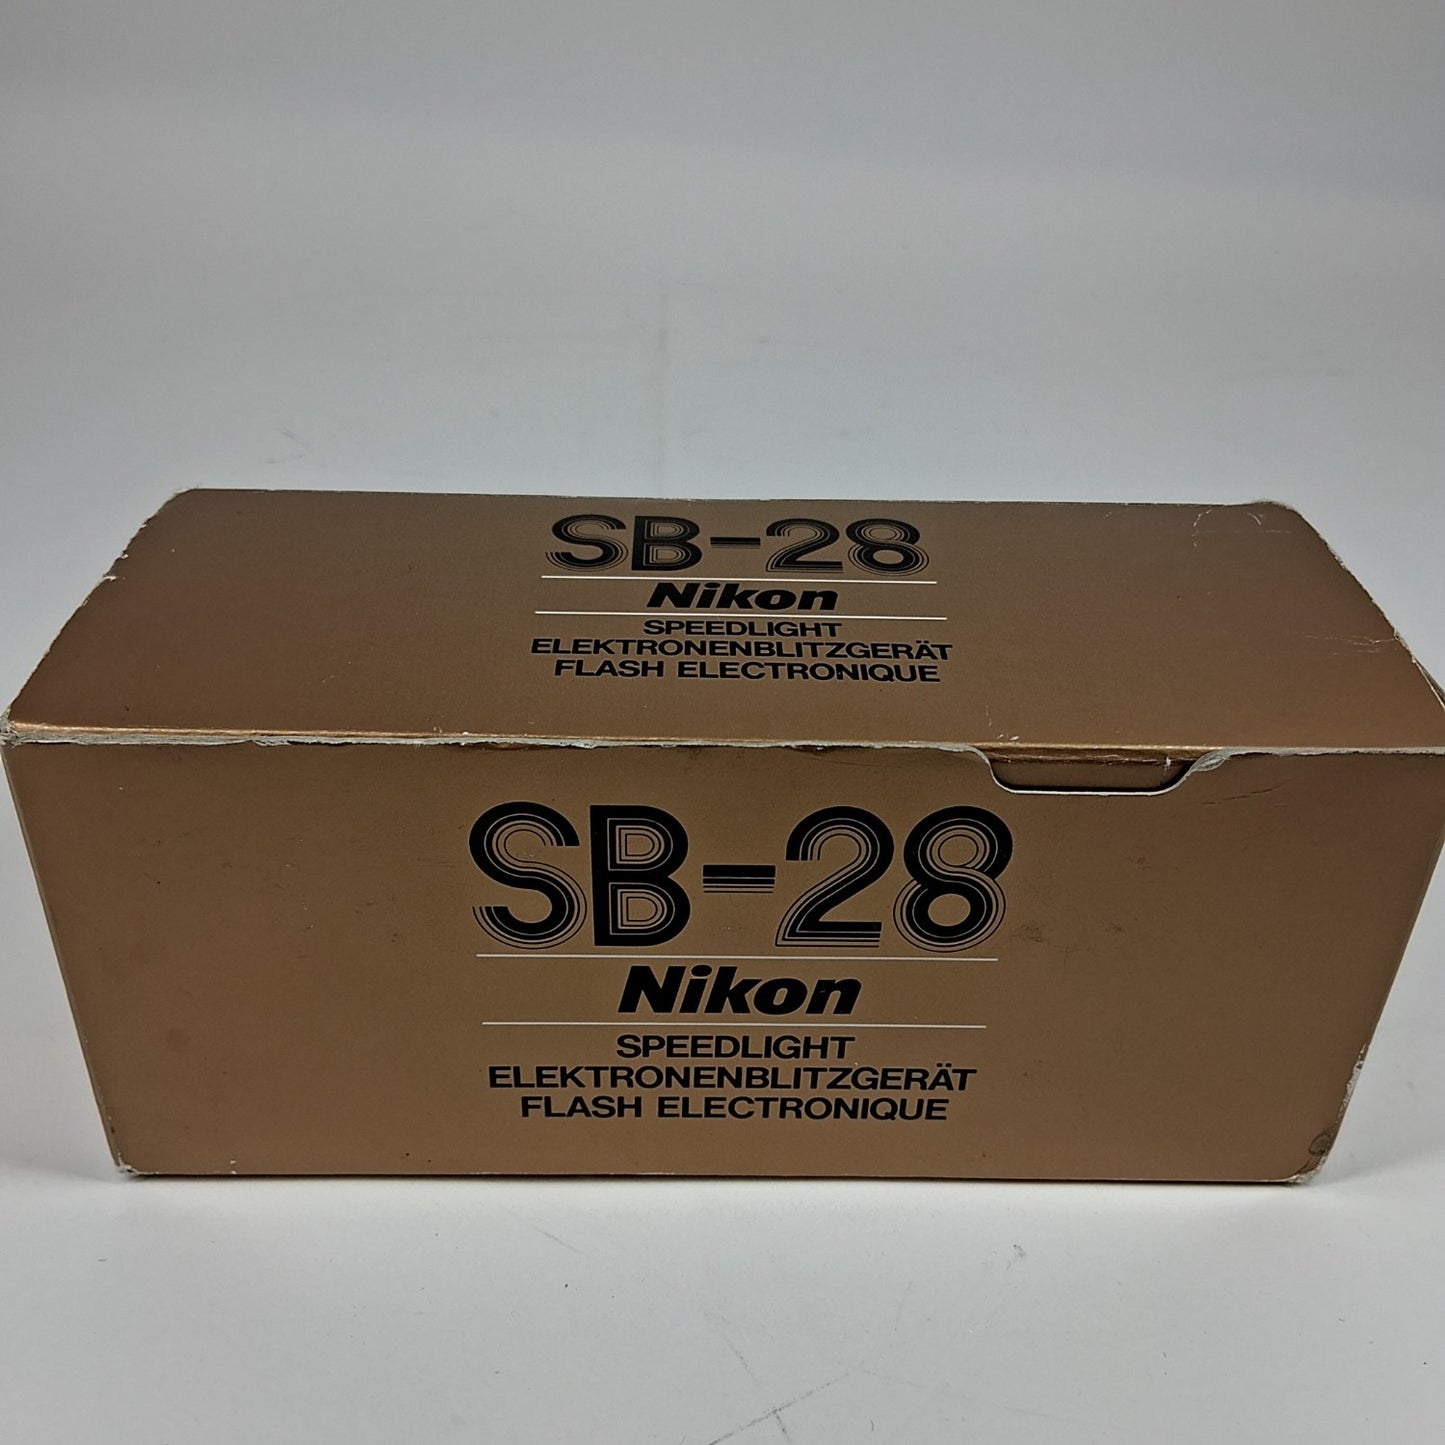 SB-28
Nikon
SPEEDLIGHT
ELEKTRONENBLITZGERÄT
FLASH ELECTRONIQUE
SB-28
Nikon
SPEEDLIGHT
ELEKTRONENBLITZGERÄT
FLASH ELECTRONIQUE